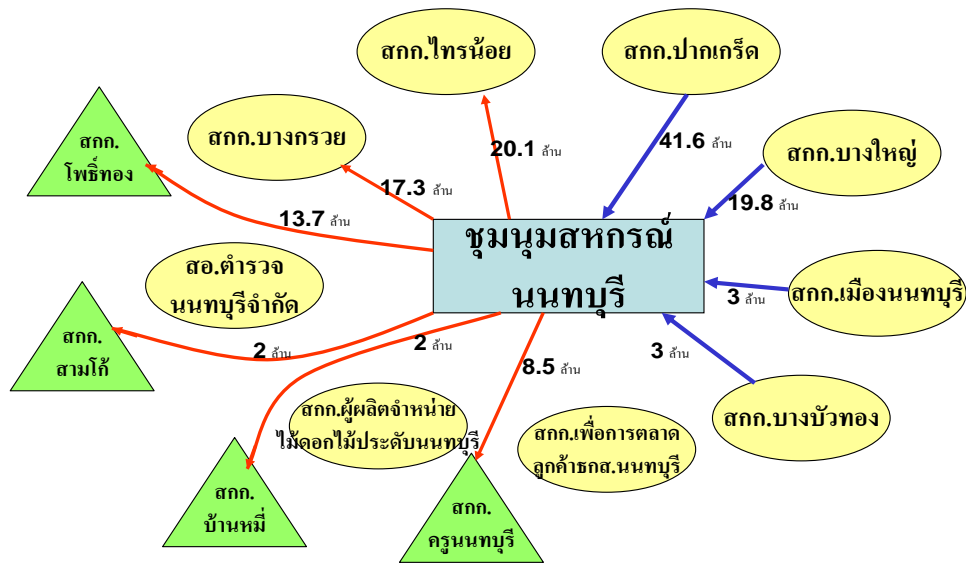 สกก.ไทรน้อย
สกก.ปากเกร็ด
สกก.บางกรวย
สกก.
โพธิ์ทอง
20.1 ล้าน
41.6 ล้าน
สกก.บางใหญ่
17.3 ล้าน
19.8 ล้าน
13.7 ล้าน
ชุมนุมสหกรณ์
นนทบุรี
สอ.ตำรวจ
นนทบุรีจำกัด
3 ล้าน
สกก.เมืองนนทบุรี
สกก.
สามโก้
2 ล้าน
2 ล้าน
8.5 ล้าน
3 ล้าน
สกก.บางบัวทอง
สกก.ผู้ผลิตจำหน่าย
ไม้ดอกไม้ประดับนนทบุรี
สกก.เพื่อการตลาด
ลูกค้าธกส.นนทบุรี
สกก.
บ้านหมี่
สกก.
ครูนนทบุรี